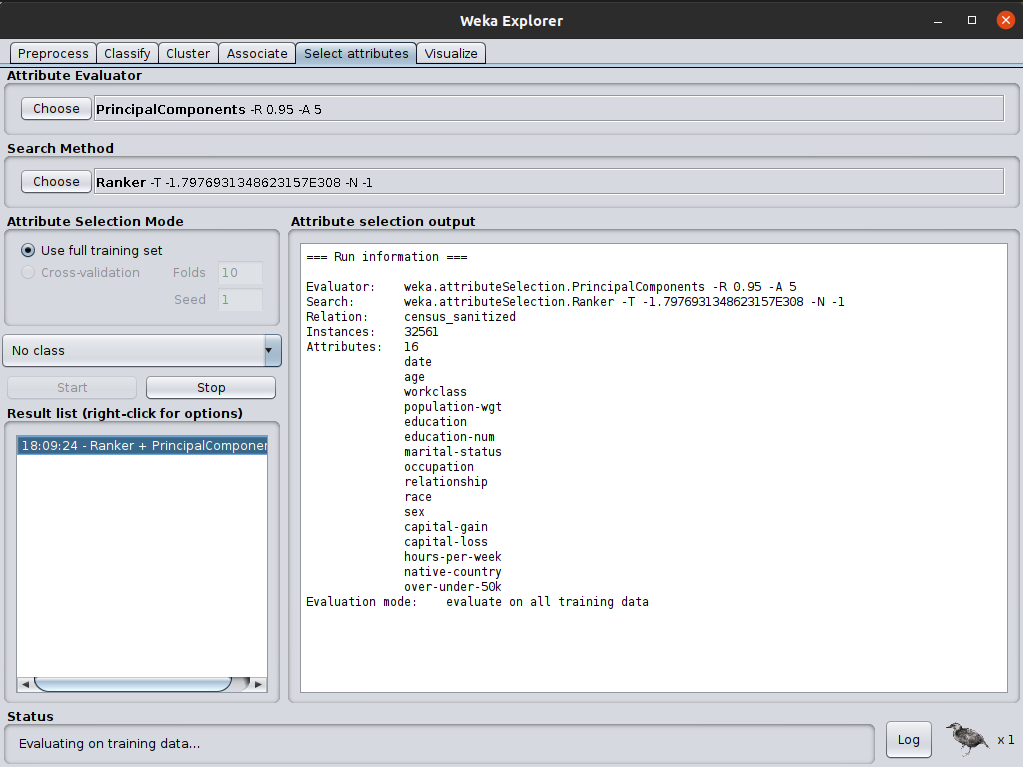 Weka Explorer
Preprocess Classify Cluster Associate Select attributes Visualize
Attribute Evaluator
Choose PrincipalComponents -R 0.95 -A 5
Search Method
Choose Ranker -T -1.7976931348623157E308 -N -1
Attribute Selection Mode
Use full training set
Cross-validation Folds 10
Seed 1
No class
Start Stop
Result list (right-click for options)
18:09:24 - Ranker + PrincipalComponen
Attribute selection output
=== Run information ===
Evaluator: weka.attributeSelection.PrincipalComponents -R 0.95 -A 5
Search: weka.attributeSelection.Ranker -T -1.7976931348623157E308 -N -1
Relation: census_sanitized
Instances: 32561
Attributes: 16
date
age
workclass
population-wgt
education
education-num
marital-status
occupation
relationship
race
sex
capital-gain
capital-loss
hours-per-week
native-country
over-under-50k
Evaluation mode: evaluate on all training data
Status
Evaluating on training data...
Log x 1